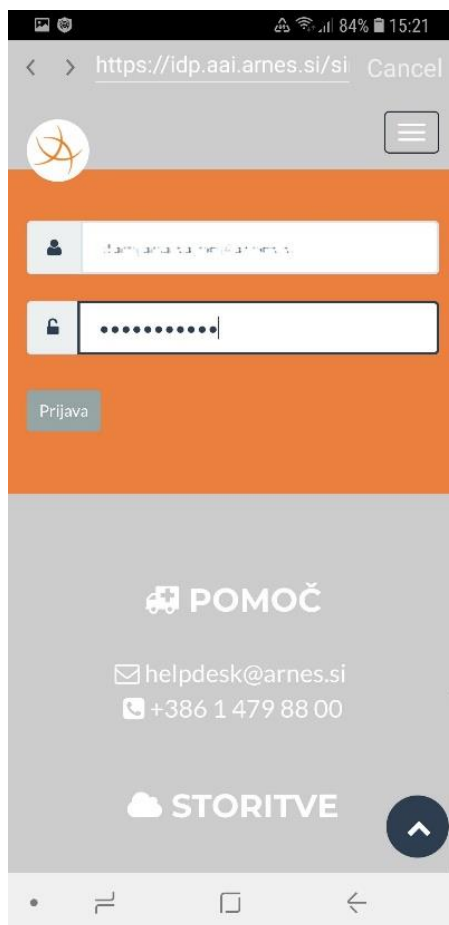 84% 15:21
https://idp.aai.arnes.si/si Cancel
•••••••••••
Prijava
POMOČ
helpdesk@arnes.si
+386 1 479 88 00
STORITVE